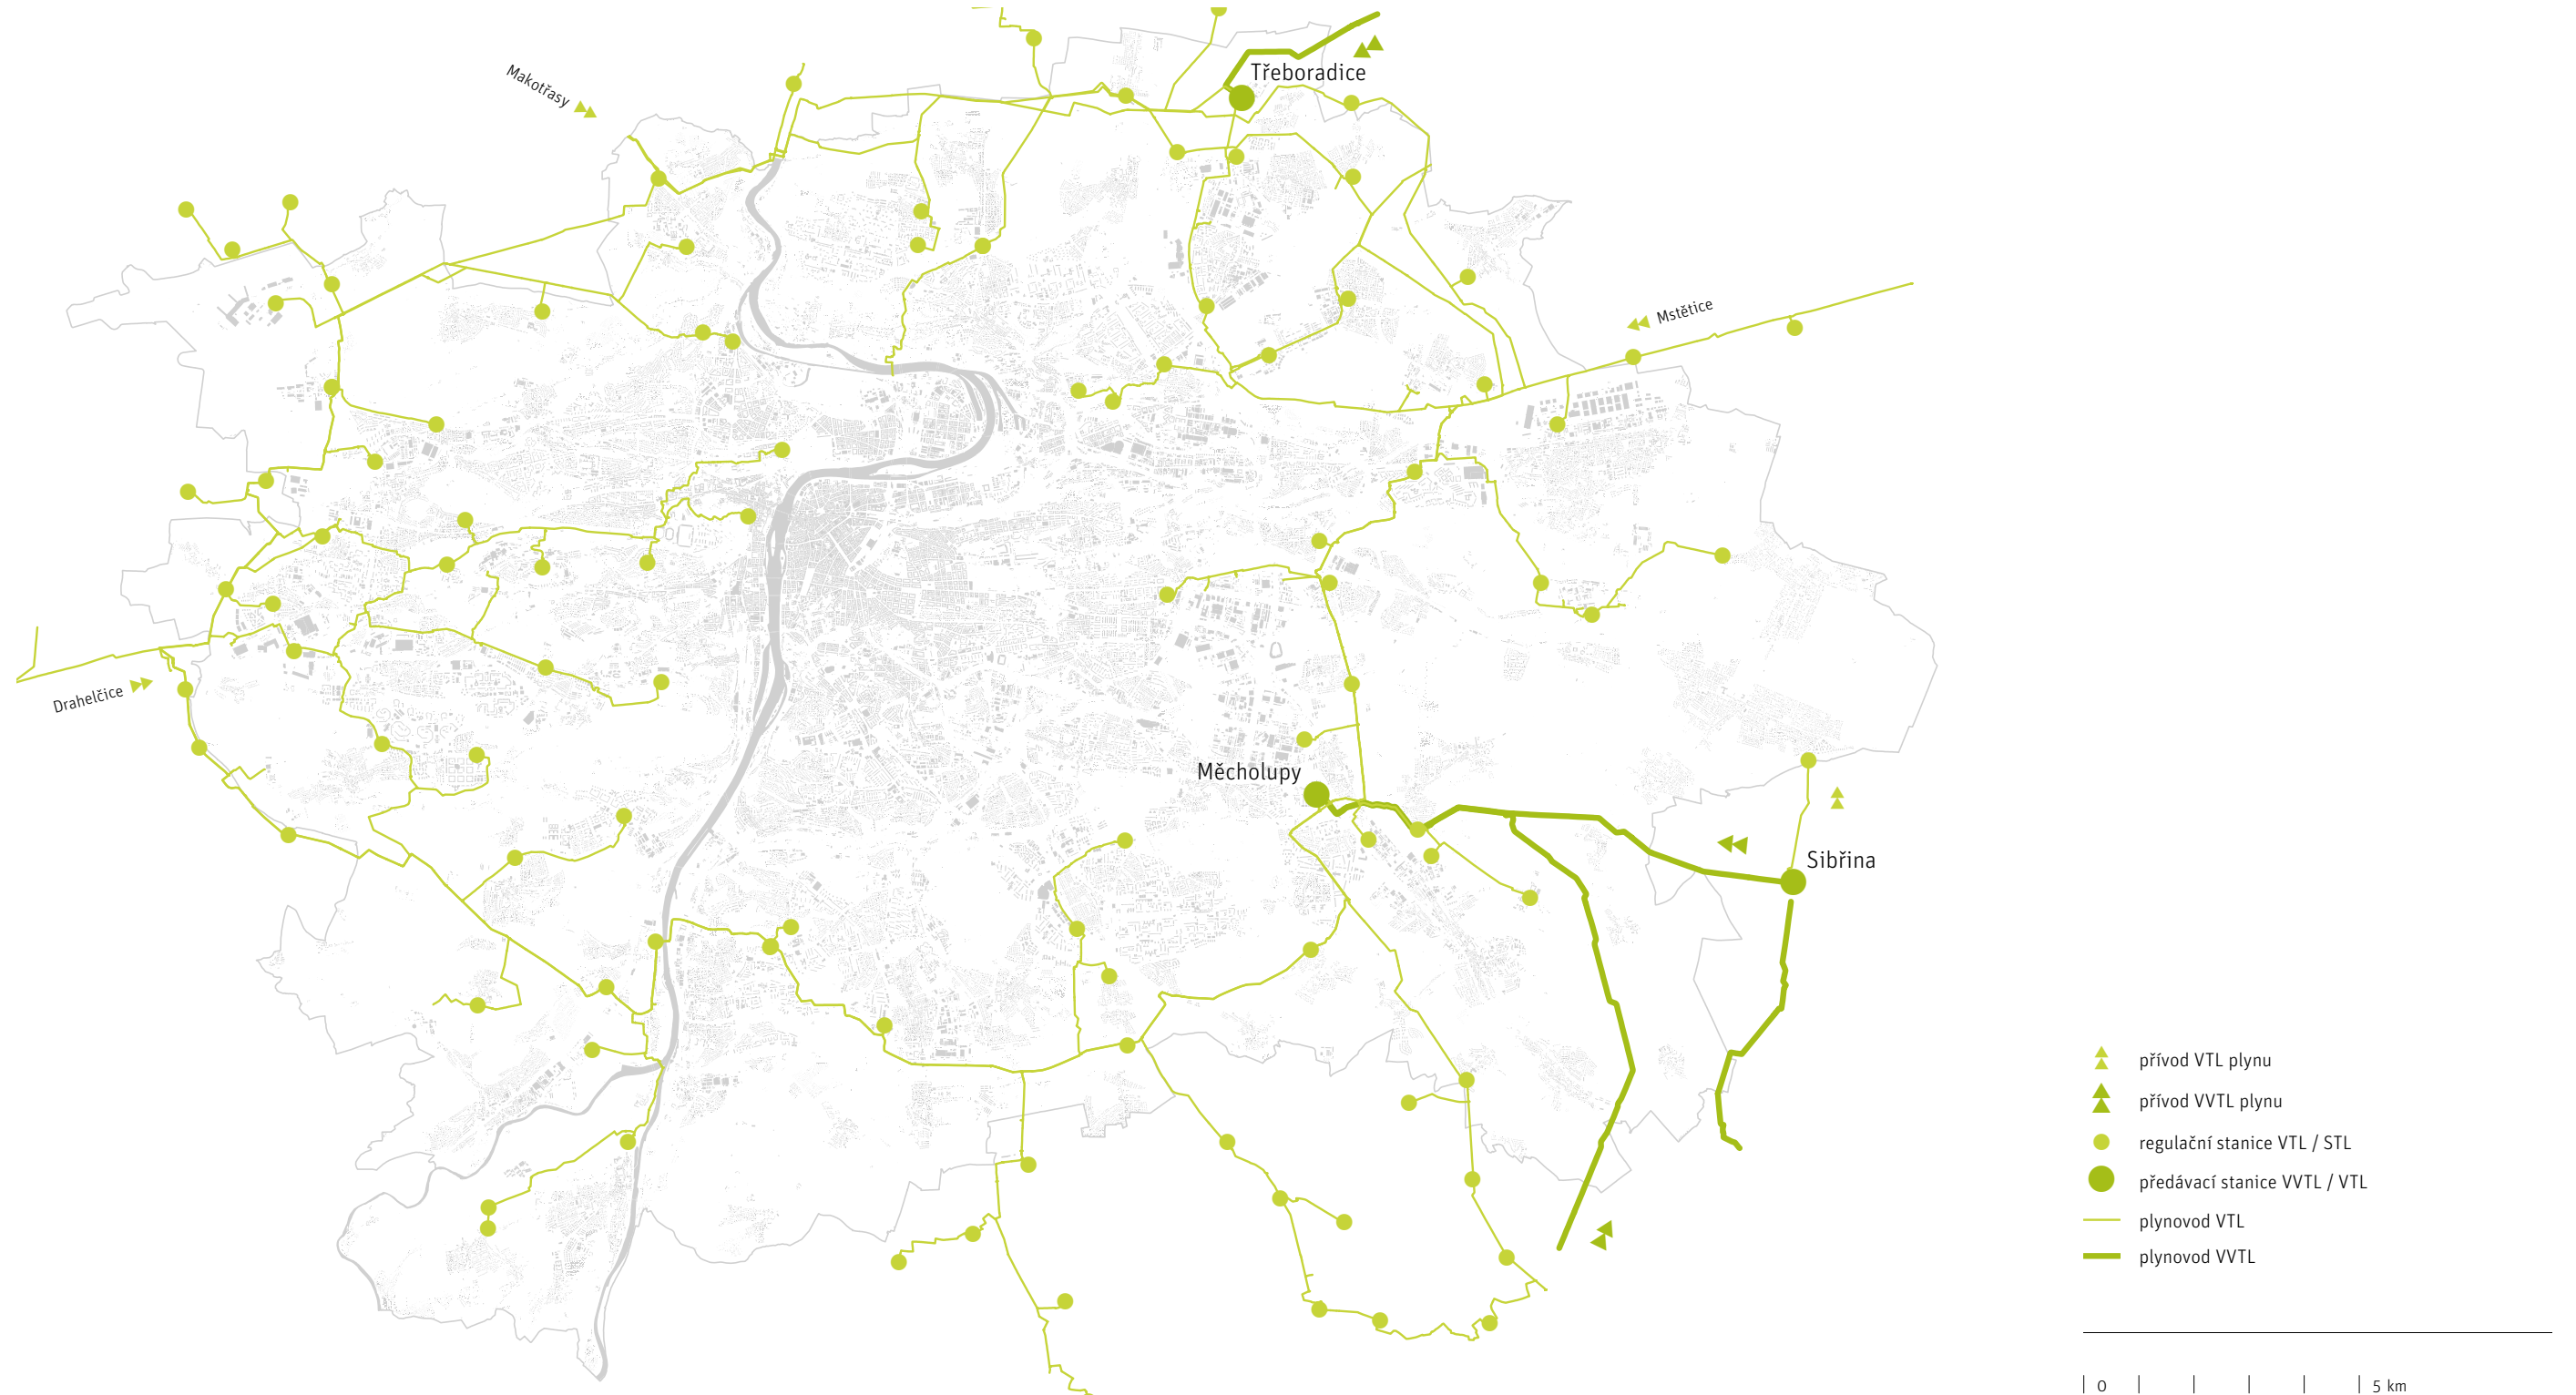 Makotřasy
Třeboradice
Mstětice
Drahelčice
Měcholupy
Sibřina
přívod VTL plynu
přívod VVTL plynu
regulační stanice VTL / STL
předávací stanice VVTL / VTL
plynovod VTL
plynovod VVTL
0 5 km